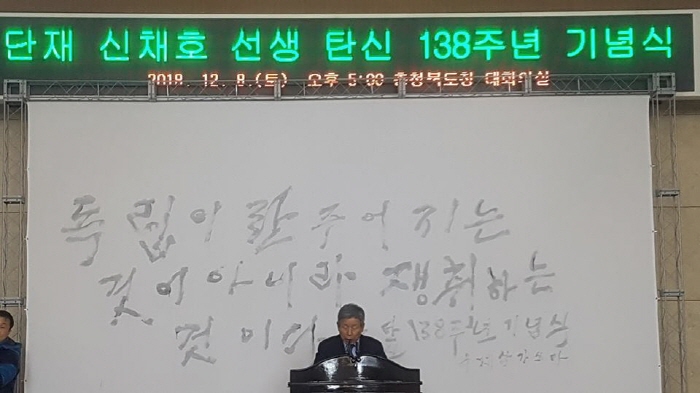 단재 신채호 선생 탄신 138주년 기념식
2018. 12. 8.(토) 오후 5:00 충청북도청 대회의실
독립이란 주어지는
것이아니라 쟁취하는
것이다 138주년기념식